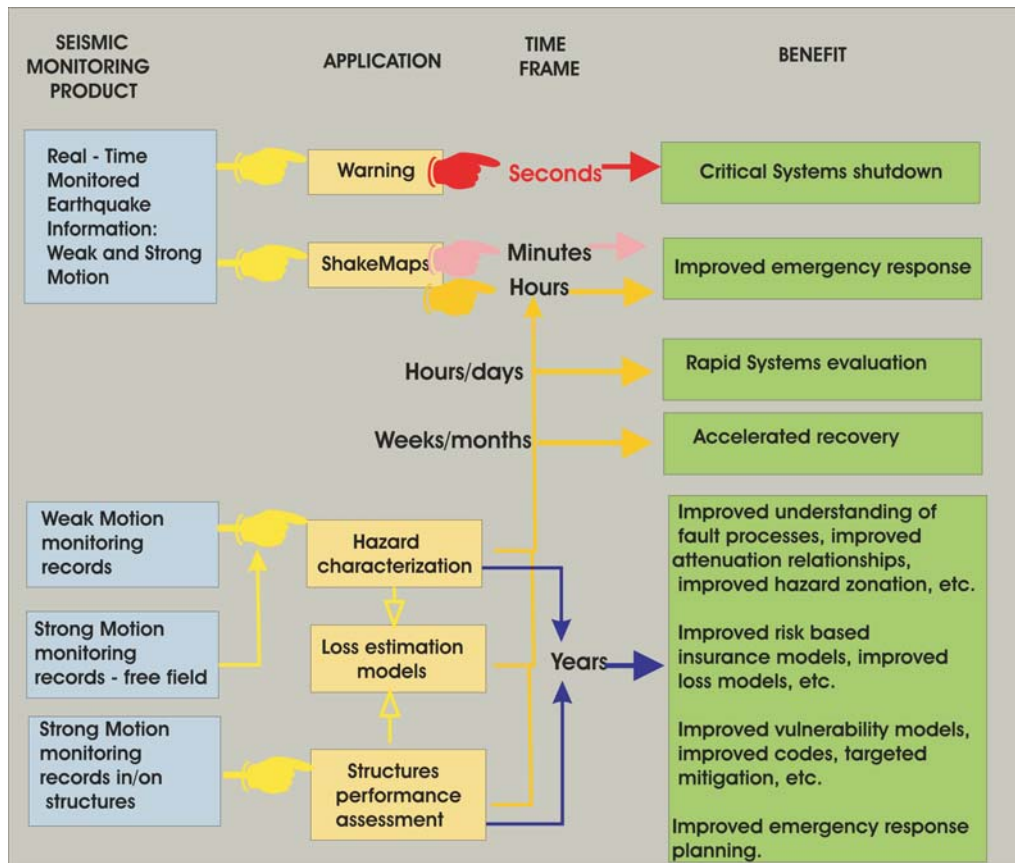 SEISMIC
MONITORING
PRODUCT
APPLICATION
TIME
FRAME
BENEFIT
Real - Time
Monitored
Earthquake
Information:
Weak and Strong
Motion
Warning
Seconds
Critical Systems shutdown
ShakeMaps
Minutes
Hours
Improved emergency response
Hours/days
Rapid Systems evaluation
Weeks/months
Accelerated recovery
Weak Motion
monitoring
records
Hazard
characterization
Strong Motion
monitoring
records - free field
Loss estimation
models
Years
Strong Motion
monitoring
records in/on
structures
Structures
performance
assessment
Improved understanding of
fault processes, improved
attenuation relationships,
improved hazard zonation, etc.
Improved risk based
insurance models, improved
loss models, etc.
Improved vulnerability models,
improved codes, targeted
mitigation, etc.
Improved emergency response
planning.